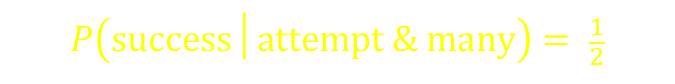 P(success | attempt & many) = 1/2